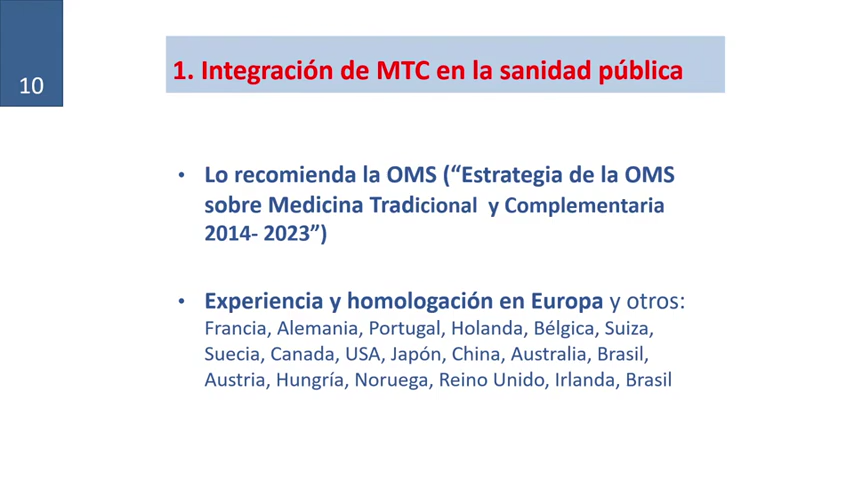 10
1. Integración de MTC en la sanidad pública
• Lo recomienda la OMS (“Estrategia de la OMS
sobre Medicina Tradicional y Complementaria
2014- 2023”)
• Experiencia y homologación en Europa y otros:
Francia, Alemania, Portugal, Holanda, Bélgica, Suiza,
Suecia, Canada, USA, Japón, China, Australia, Brasil,
Austria, Hungría, Noruega, Reino Unido, Irlanda, Brasil